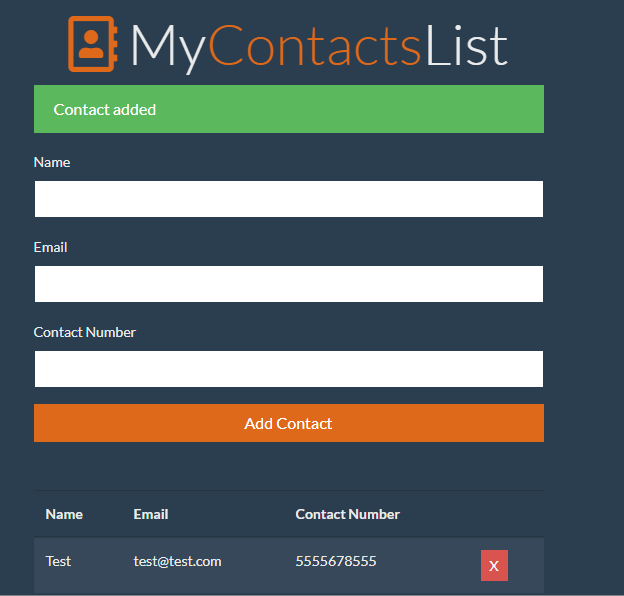 MyContactsList
Contact added
Name
Email
Contact Number
Add Contact
Name Email Contact Number
Test test@test.com 5555678555 X